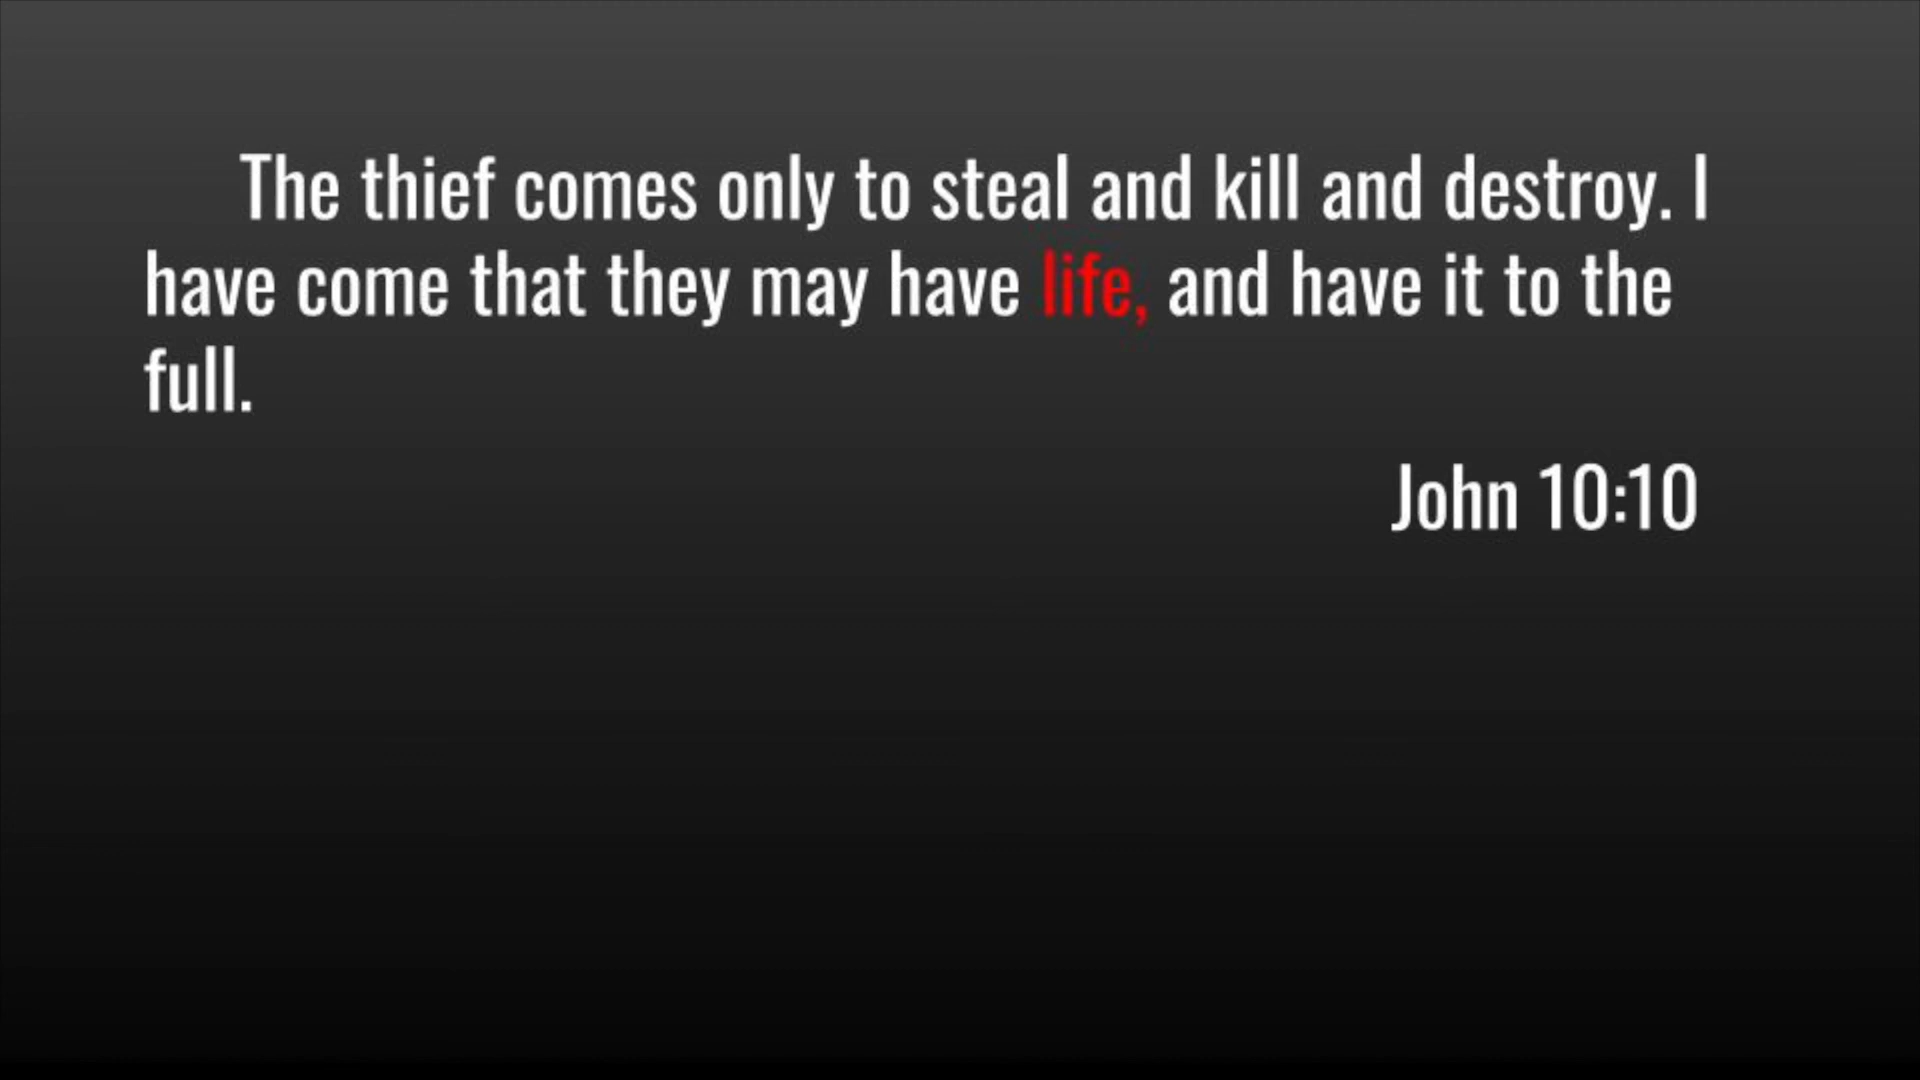 The thief comes only to steal and kill and destroy. I
have come that they may have life, and have it to the
full.
John 10:10